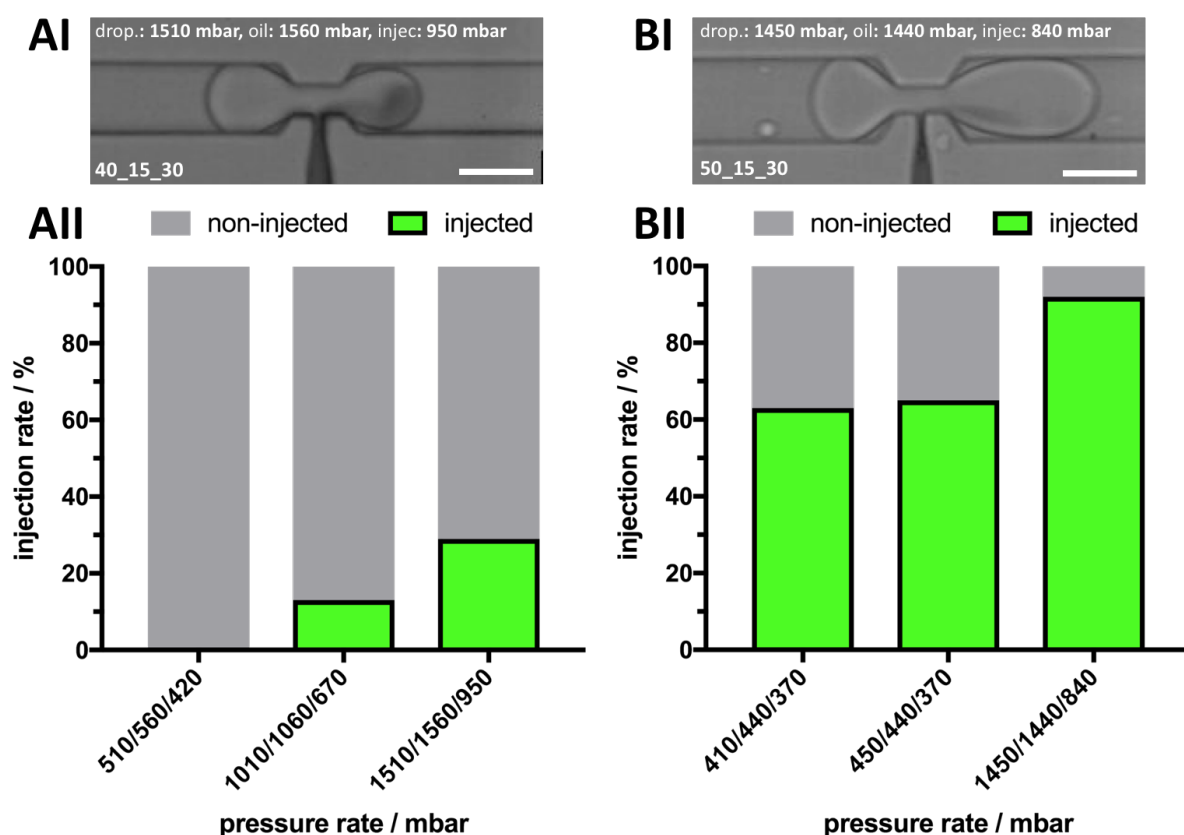 AI
drop.: 1510 mbar, oil: 1560 mbar, injec: 950 mbar
40_15_30
BI
drop.: 1450 mbar, oil: 1440 mbar, injec: 840 mbar
50_15_30
AII
non-injected
injected
100
80
60
40
20
0
injection rate / %
510/560/420
1010/1060/670
1510/1560/950
pressure rate / mbar
BII
non-injected
injected
100
80
60
40
20
0
injection rate / %
410/440/370
450/440/370
1450/1440/840
pressure rate / mbar